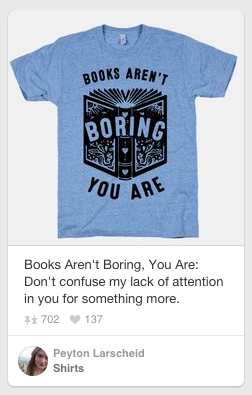 BOOKS AREN'T
BORING
YOU ARE
Books Aren't Boring, You Are:
Don't confuse my lack of attention
in you for something more.
702 137
Peyton Larscheid
Shirts